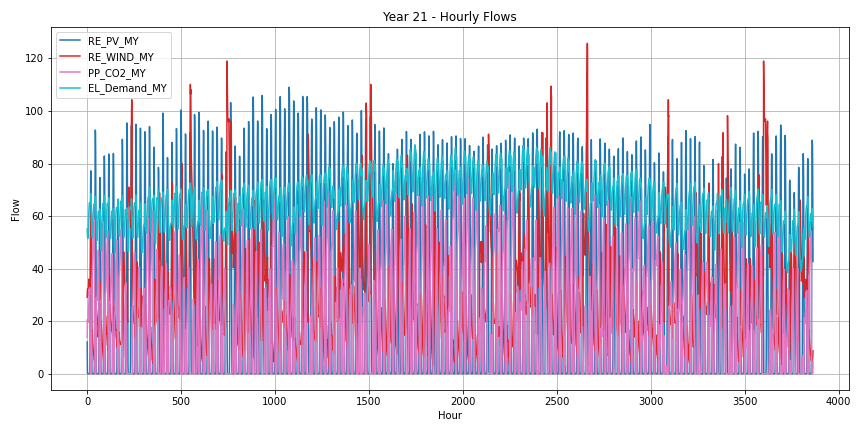 Year 21 - Hourly Flows
RE_PV_MY
RE_WIND_MY
PP_CO2_MY
EL_Demand_MY
120
100
80
60
40
20
0
Flow
0 500 1000 1500 2000 2500 3000 3500 4000
Hour